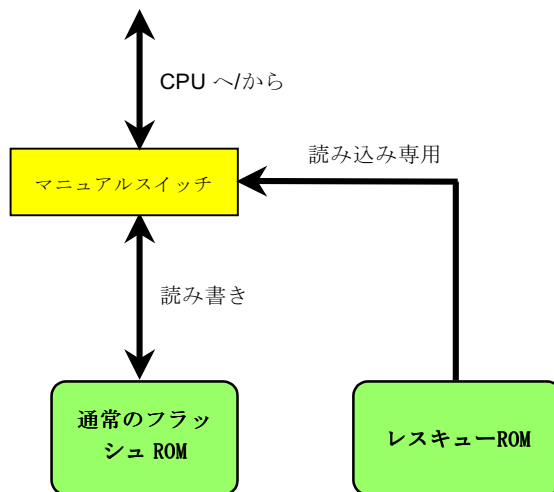 CPU へ/から
読み込み専用
マニュアルスイッチ
読み書き
通常のフラッ
シュ ROM
レスキューROM